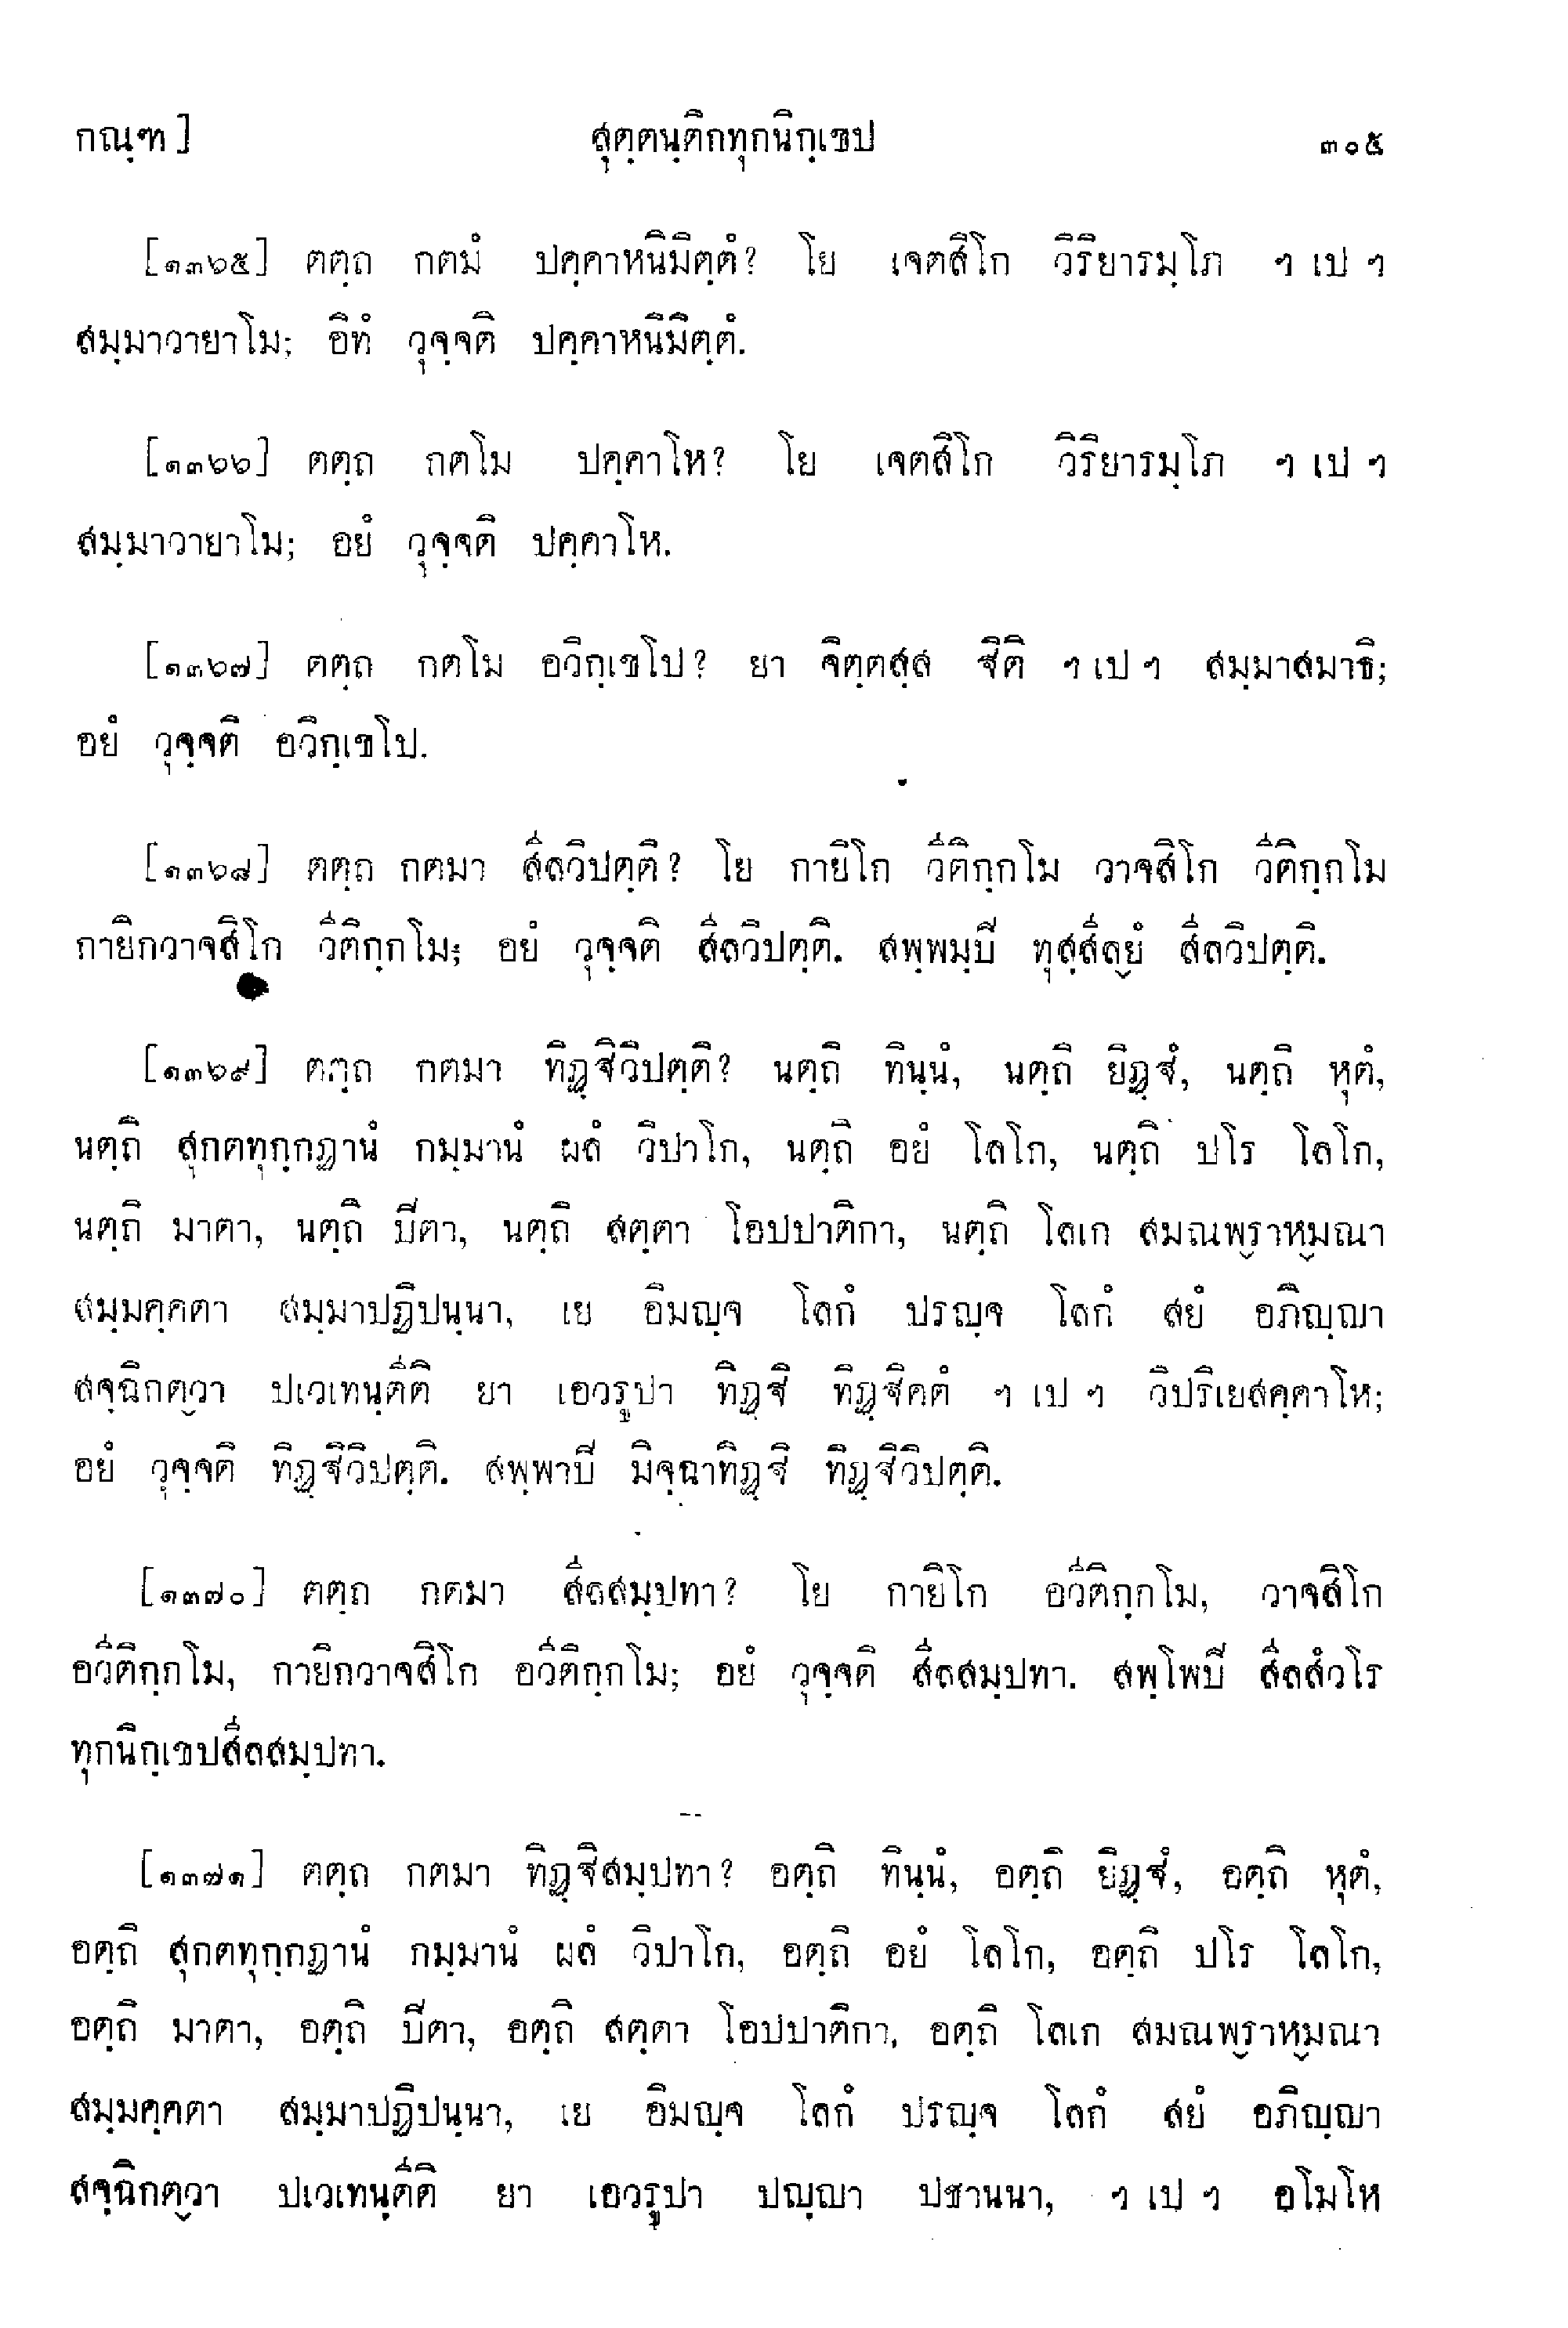 กณฺฑ]	สุตฺตนฺติกทุกนิกฺเขป	๓๐๕
[๑๓๖๕] ตตฺถ กตมํ ปคฺคาหนิมิตฺตํ? โย เจตสิโก วิริยารมฺโภ ฯ เป ฯ
สมฺมาวายาโม; อิทํ วุจฺจติ ปคฺคาหนิมิตฺตํ.
[๑๓๖๖] ตตฺถ กตโม ปคฺคาโห? โย เจตสิโก วิริยารมฺโภ ฯ เป ฯ
สมฺมาวายาโม; อยํ วุจฺจติ ปคฺคาโห.
[๑๓๖๗] ตตฺถ กตโม อวิกฺเขโป? ยา จิตฺตสฺส ฐิติ ฯ เป ฯ สมฺมาสมาธิ;
อยํ วุจฺจติ อวิกฺเขโป.
[๑๓๖๘] ตตฺถ กตมา สีลวิปตฺติ? โย กายิโก วีติกฺกโม วาจสิโก วีติกฺกโม
กายิกวาจสิโก วีติกฺกโม; อยํ วุจฺจติ สีลวิปตฺติ. สพฺพมฺปิ ทุสฺสีลฺยํ สีลวิปตฺติ.
[๑๓๖๙] ตตฺถ กตมา ทิฏฺฐิวิปตฺติ? นตฺถิ ทินฺนํ, นตฺถิ ยิฏฺฐํ, นตฺถิ หุตํ,
นตฺถิ สุกตทุกฺกฏานํ กมฺมานํ ผลํ วิปาโก, นตฺถิ อยํ โลโก, นตฺถิ ปโร โลโก,
นตฺถิ มาตา, นตฺถิ ปิตา, นตฺถิ สตฺตา โอปปาติกา, นตฺถิ โลเก สมณพฺราหฺมณา
สมฺมคฺคตา สมฺมาปฏิปนฺนา, เย อิมญฺจ โลกํ ปรญฺจ โลกํ สยํ อภิญฺญา
สจฺฉิกตฺวา ปเวเทนฺตีติ ยา เอวรูปา ทิฏฺฐิ ทิฏฺฐิคตํ ฯ เป ฯ วิปริเยสคฺคาโห;
อยํ วุจฺจติ ทิฏฺฐิวิปตฺติ. สพฺพาปิ มิจฺฉาทิฏฺฐิ ทิฏฺฐิวิปตฺติ.
[๑๓๗๐] ตตฺถ กตมา สีลสมฺปทา? โย กายิโก อวีติกฺกโม, วาจสิโก
อวีติกฺกโม, กายิกวาจสิโก อวีติกฺกโม; อยํ วุจฺจติ สีลสมฺปทา. สพฺโพปิ สีลสํวโร
ทุกนิกฺเขปสีลสมฺปทา.
[๑๓๗๑] ตตฺถ กตมา ทิฏฺฐิสมฺปทา? อตฺถิ ทินฺนํ, อตฺถิ ยิฏฺฐํ, อตฺถิ หุตํ,
อตฺถิ สุกตทุกฺกฏานํ กมฺมานํ ผลํ วิปาโก, อตฺถิ อยํ โลโก, อตฺถิ ปโร โลโก,
อตฺถิ มาตา, อตฺถิ ปิตา, อตฺถิ สตฺตา โอปปาติกา, อตฺถิ โลเก สมณพฺราหฺมณา
สมฺมคฺคตา สมฺมาปฏิปนฺนา, เย อิมญฺจ โลกํ ปรญฺจ โลกํ สยํ อภิญฺญา
สจฺฉิกตฺวา ปเวเทนฺตีติ ยา เอวรูปา ปญฺญา ปชานนา, ฯ เป ฯ อโมโห